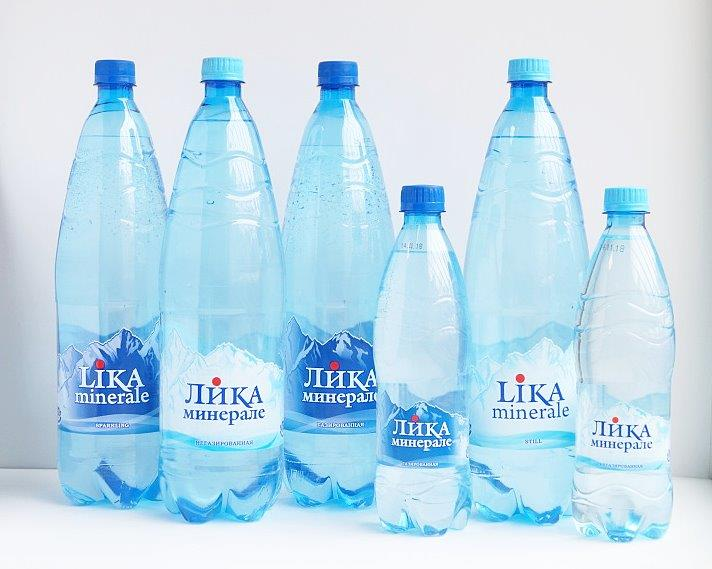 LiKA
minerale
SPARKLING
ЛИКА
минерале
НЕГАЗИРОВАННАЯ
ЛИКА
минерале
ГАЗИРОВАННАЯ
ЛИКА
минерале
ГАЗИРОВАННАЯ
LiKA
minerale
STILL
ЛИКА
минерале
НЕГАЗИРОВАННАЯ